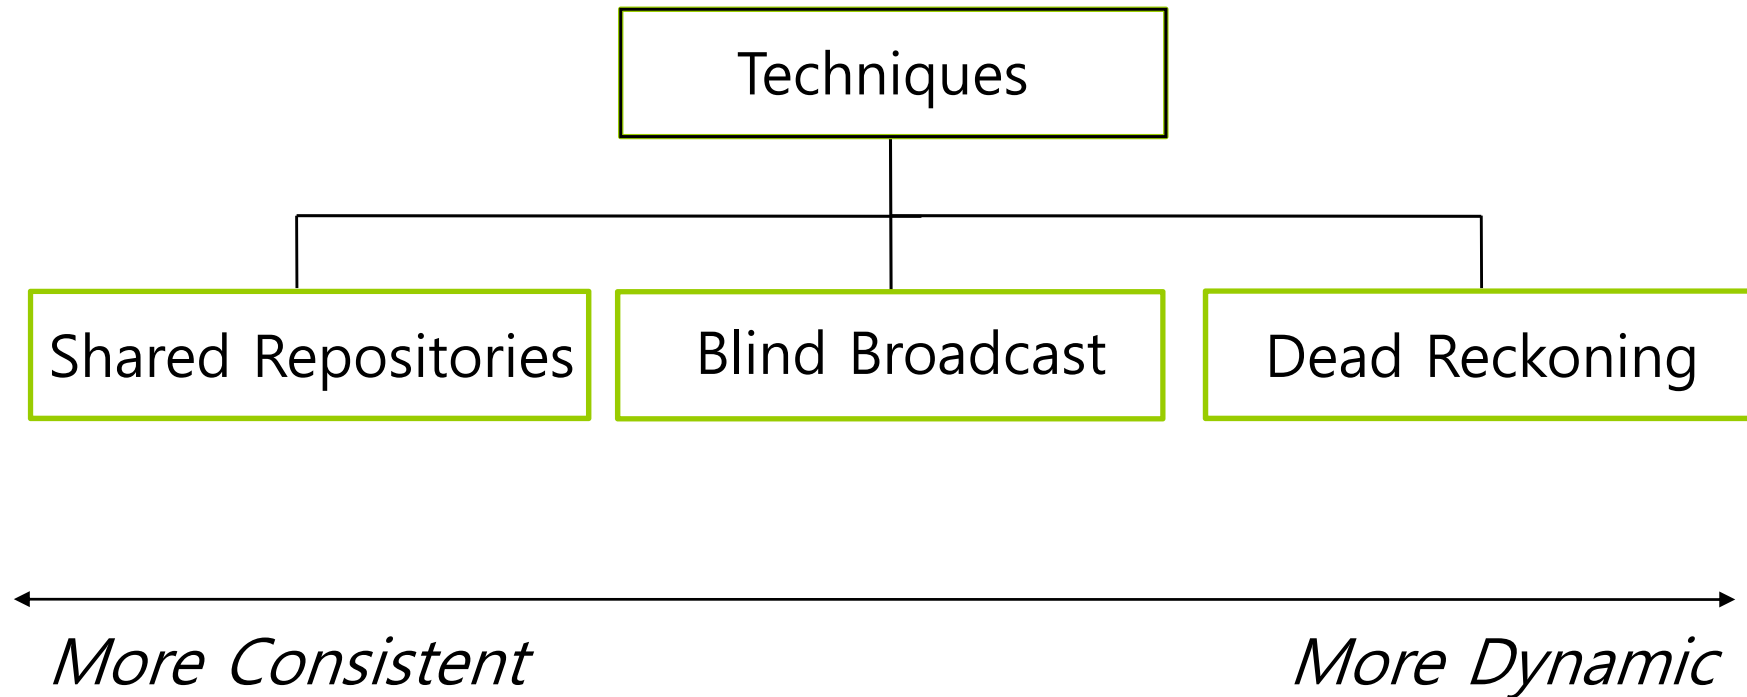 Techniques
Shared Repositories
Blind Broadcast
Dead Reckoning
More Consistent
More Dynamic